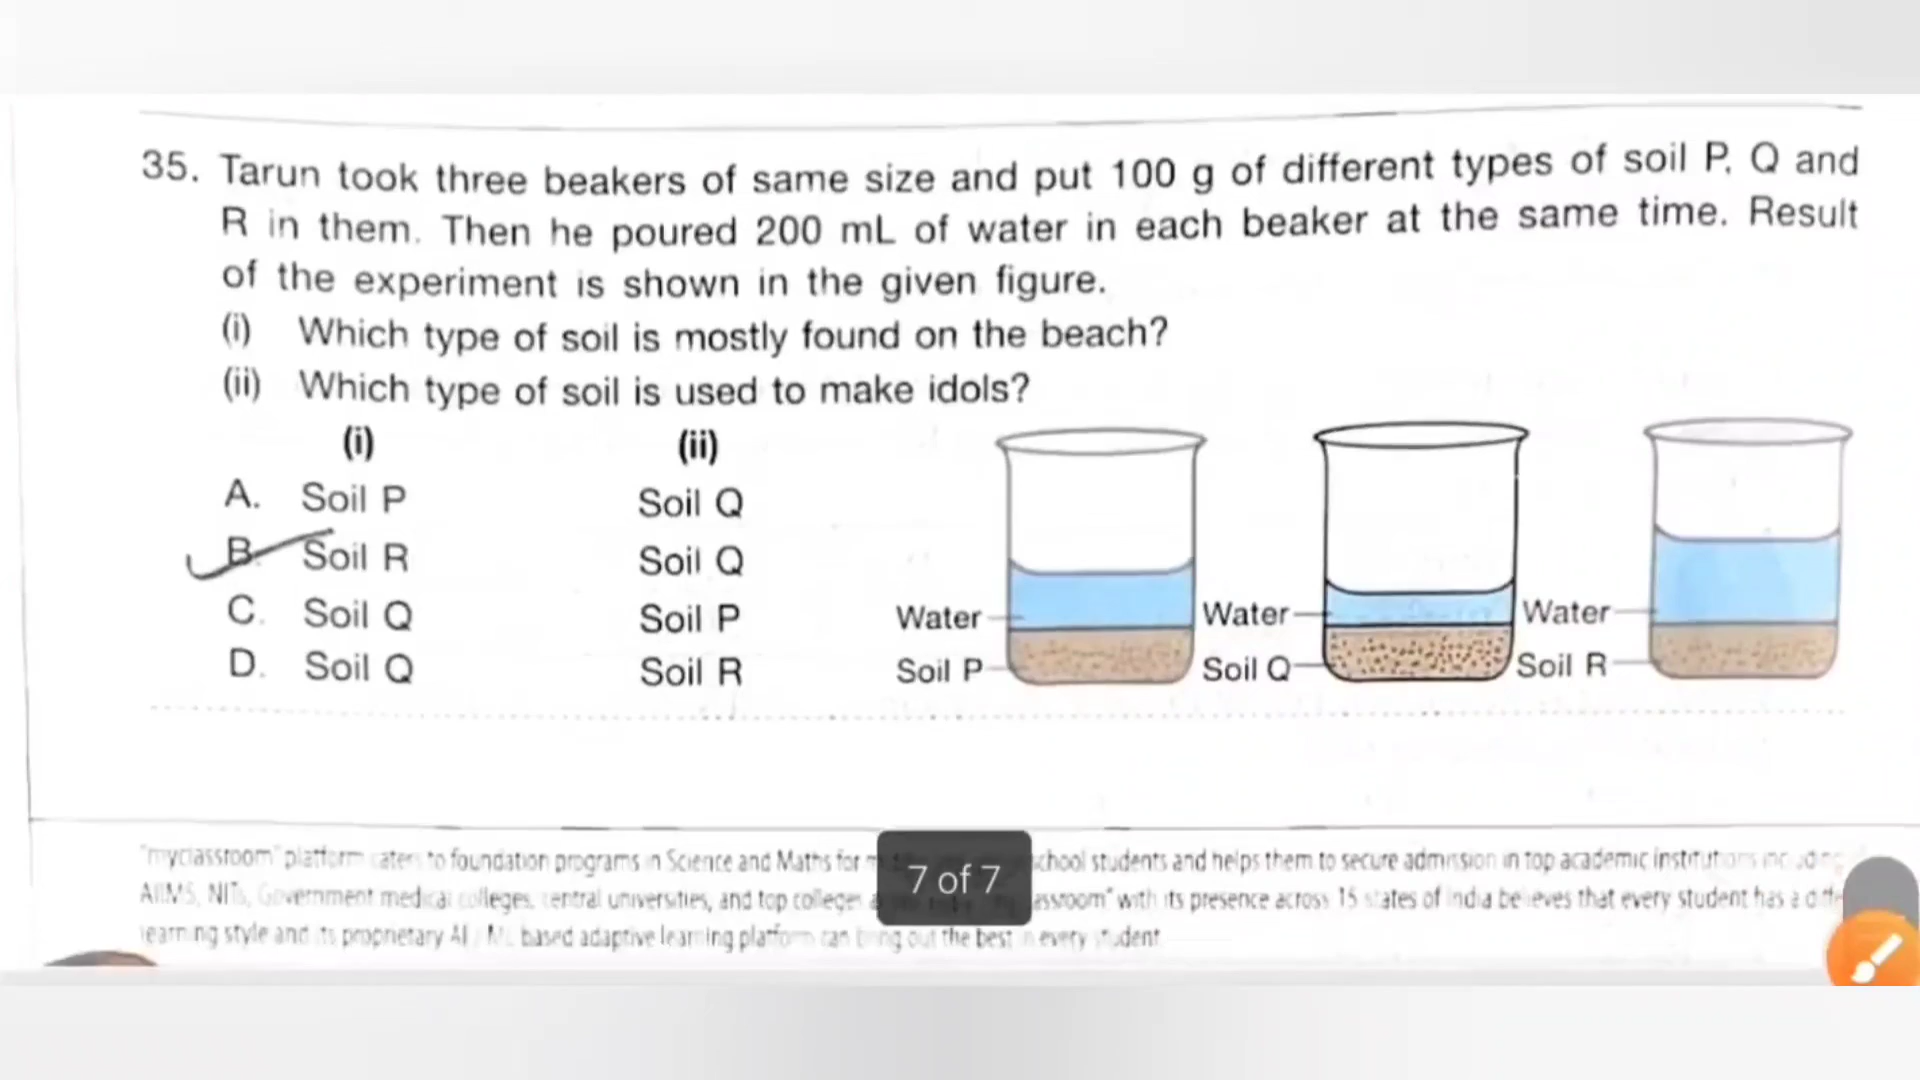 35. Tarun took three beakers of same size and put 100 g of different types of soil P, Q and
R in them. Then he poured 200 mL of water in each beaker at the same time. Result
of the experiment is shown in the given figure.
(i) Which type of soil is mostly found on the beach?
(ii) Which type of soil is used to make idols?
(i) (ii)
A. Soil P Soil Q
B. Soil R Soil Q
C. Soil Q Soil P
D. Soil Q Soil R
Water Water Water
Soil P Soil Q Soil R
"myclassroom" platform caters to foundation programs in Science and Maths for chool students and helps them to secure admission in top academic institutions including
AIIMS, NITs, Government medical colleges, central universities, and top colleges assroom" with its presence across 15 states of India believes that every student has a diffe
learning style and its proprietary AI / ML based adaptive learning platform can bring out the best in every student
7 of 7